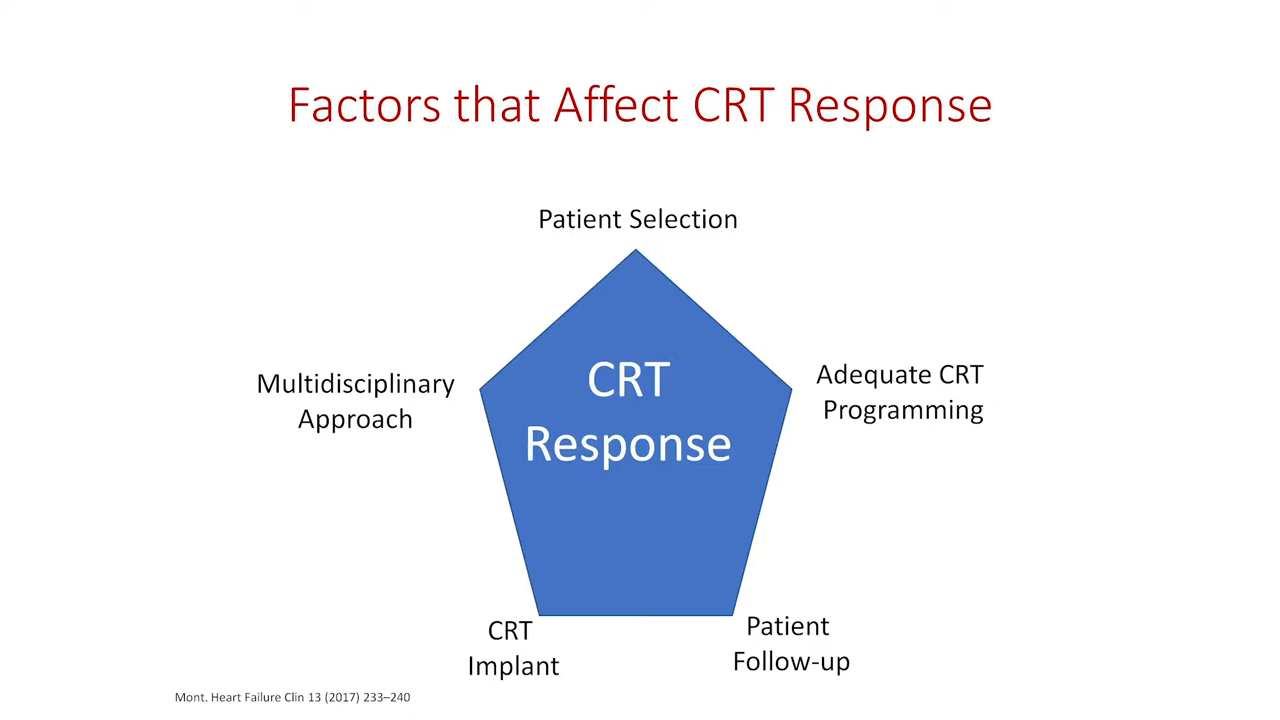 Factors that Affect CRT Response
Patient Selection
Multidisciplinary
Approach
CRT
Response
Adequate CRT
Programming
CRT
Implant
Patient
Follow-up
Mont. Heart Failure Clin 13 (2017) 233–240